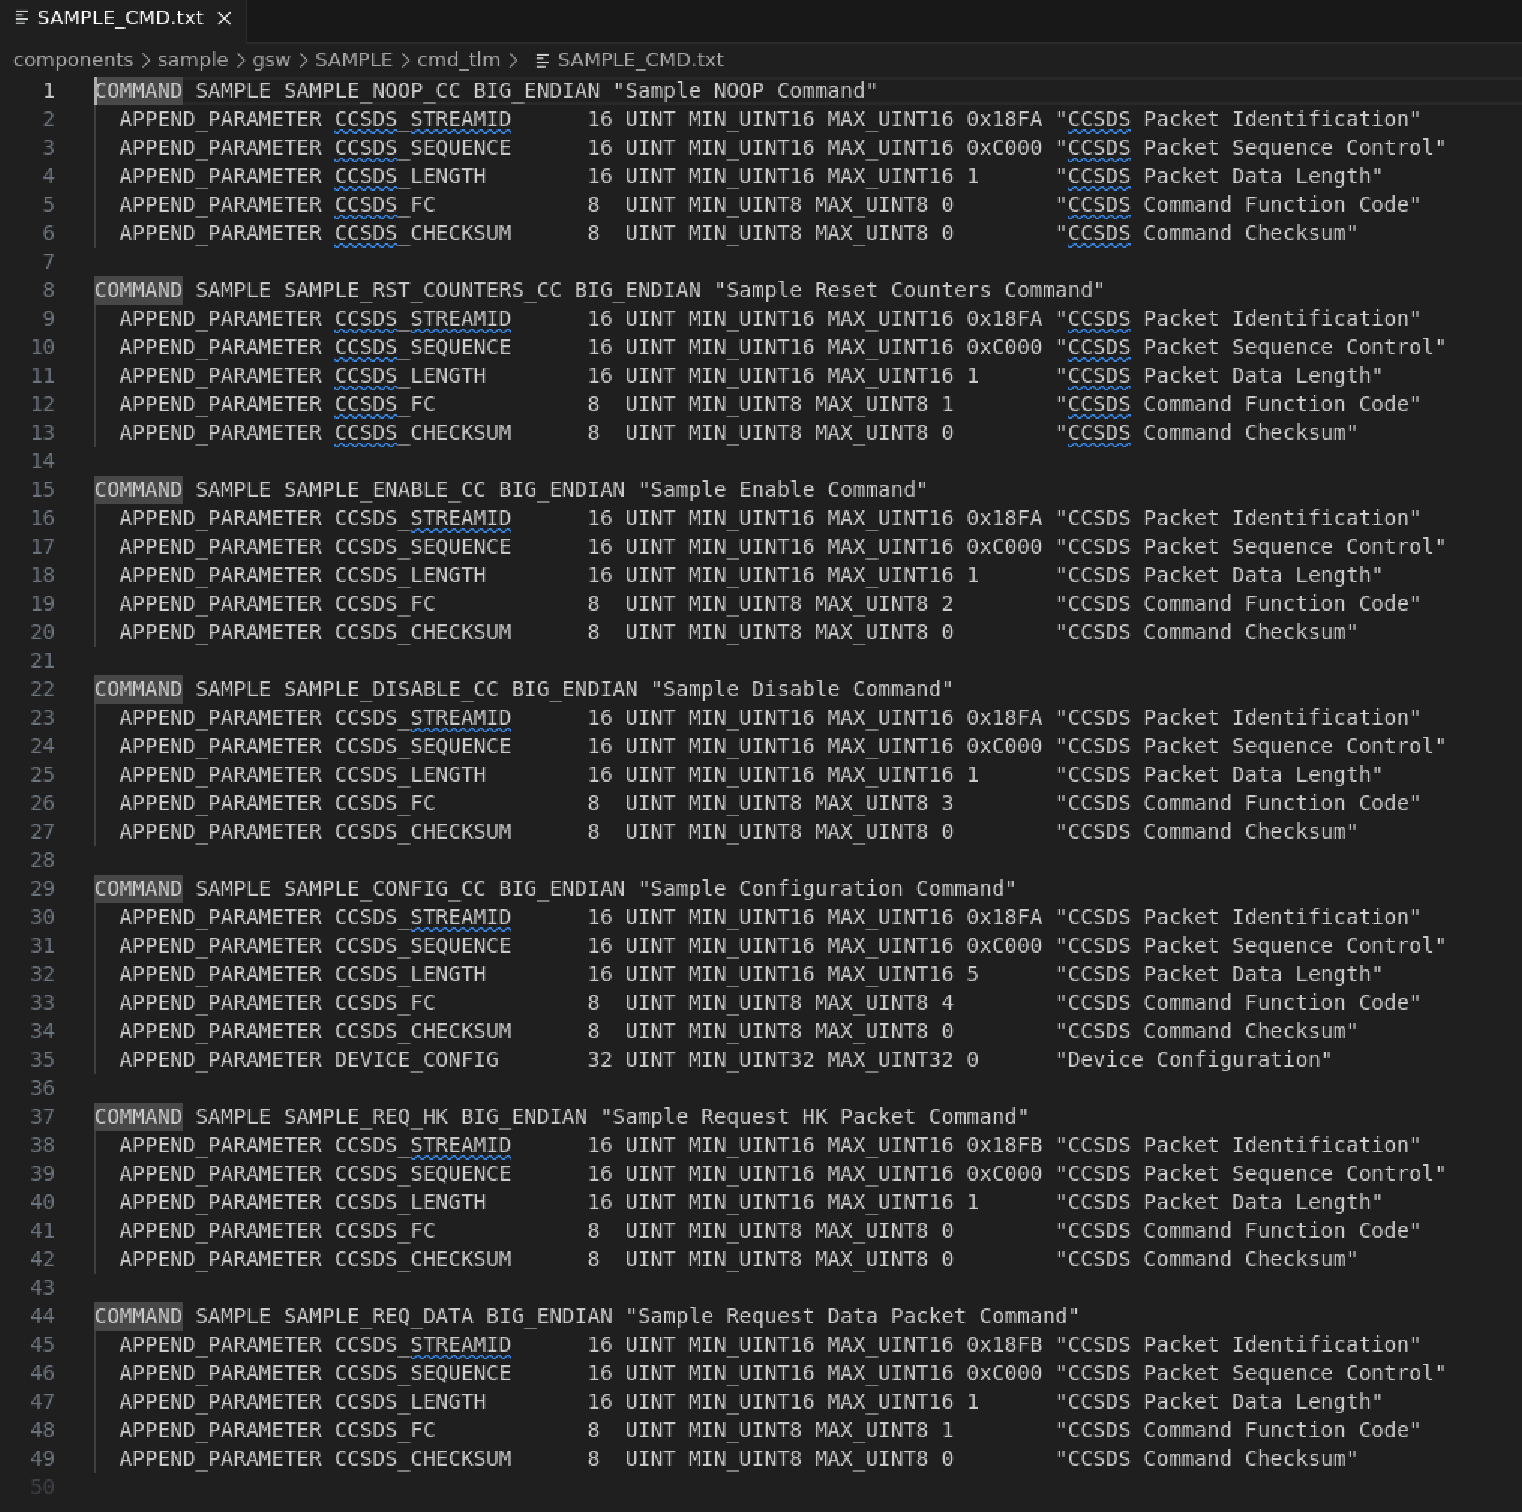 SAMPLE_CMD.txt ×
components > sample > gsw > SAMPLE > cmd_tlm > SAMPLE_CMD.txt
1 COMMAND SAMPLE SAMPLE_NOOP_CC BIG_ENDIAN "Sample NOOP Command"
2 APPEND_PARAMETER CCSDS_STREAMID 16 UINT MIN_UINT16 MAX_UINT16 0x18FA "CCSDS Packet Identification"
3 APPEND_PARAMETER CCSDS_SEQUENCE 16 UINT MIN_UINT16 MAX_UINT16 0xC000 "CCSDS Packet Sequence Control"
4 APPEND_PARAMETER CCSDS_LENGTH 16 UINT MIN_UINT16 MAX_UINT16 1 "CCSDS Packet Data Length"
5 APPEND_PARAMETER CCSDS_FC 8 UINT MIN_UINT8 MAX_UINT8 0 "CCSDS Command Function Code"
6 APPEND_PARAMETER CCSDS_CHECKSUM 8 UINT MIN_UINT8 MAX_UINT8 0 "CCSDS Command Checksum"
7
8 COMMAND SAMPLE SAMPLE_RST_COUNTERS_CC BIG_ENDIAN "Sample Reset Counters Command"
9 APPEND_PARAMETER CCSDS_STREAMID 16 UINT MIN_UINT16 MAX_UINT16 0x18FA "CCSDS Packet Identification"
10 APPEND_PARAMETER CCSDS_SEQUENCE 16 UINT MIN_UINT16 MAX_UINT16 0xC000 "CCSDS Packet Sequence Control"
11 APPEND_PARAMETER CCSDS_LENGTH 16 UINT MIN_UINT16 MAX_UINT16 1 "CCSDS Packet Data Length"
12 APPEND_PARAMETER CCSDS_FC 8 UINT MIN_UINT8 MAX_UINT8 1 "CCSDS Command Function Code"
13 APPEND_PARAMETER CCSDS_CHECKSUM 8 UINT MIN_UINT8 MAX_UINT8 0 "CCSDS Command Checksum"
14
15 COMMAND SAMPLE SAMPLE_ENABLE_CC BIG_ENDIAN "Sample Enable Command"
16 APPEND_PARAMETER CCSDS_STREAMID 16 UINT MIN_UINT16 MAX_UINT16 0x18FA "CCSDS Packet Identification"
17 APPEND_PARAMETER CCSDS_SEQUENCE 16 UINT MIN_UINT16 MAX_UINT16 0xC000 "CCSDS Packet Sequence Control"
18 APPEND_PARAMETER CCSDS_LENGTH 16 UINT MIN_UINT16 MAX_UINT16 1 "CCSDS Packet Data Length"
19 APPEND_PARAMETER CCSDS_FC 8 UINT MIN_UINT8 MAX_UINT8 2 "CCSDS Command Function Code"
20 APPEND_PARAMETER CCSDS_CHECKSUM 8 UINT MIN_UINT8 MAX_UINT8 0 "CCSDS Command Checksum"
21
22 COMMAND SAMPLE SAMPLE_DISABLE_CC BIG_ENDIAN "Sample Disable Command"
23 APPEND_PARAMETER CCSDS_STREAMID 16 UINT MIN_UINT16 MAX_UINT16 0x18FA "CCSDS Packet Identification"
24 APPEND_PARAMETER CCSDS_SEQUENCE 16 UINT MIN_UINT16 MAX_UINT16 0xC000 "CCSDS Packet Sequence Control"
25 APPEND_PARAMETER CCSDS_LENGTH 16 UINT MIN_UINT16 MAX_UINT16 1 "CCSDS Packet Data Length"
26 APPEND_PARAMETER CCSDS_FC 8 UINT MIN_UINT8 MAX_UINT8 3 "CCSDS Command Function Code"
27 APPEND_PARAMETER CCSDS_CHECKSUM 8 UINT MIN_UINT8 MAX_UINT8 0 "CCSDS Command Checksum"
28
29 COMMAND SAMPLE SAMPLE_CONFIG_CC BIG_ENDIAN "Sample Configuration Command"
30 APPEND_PARAMETER CCSDS_STREAMID 16 UINT MIN_UINT16 MAX_UINT16 0x18FA "CCSDS Packet Identification"
31 APPEND_PARAMETER CCSDS_SEQUENCE 16 UINT MIN_UINT16 MAX_UINT16 0xC000 "CCSDS Packet Sequence Control"
32 APPEND_PARAMETER CCSDS_LENGTH 16 UINT MIN_UINT16 MAX_UINT16 5 "CCSDS Packet Data Length"
33 APPEND_PARAMETER CCSDS_FC 8 UINT MIN_UINT8 MAX_UINT8 4 "CCSDS Command Function Code"
34 APPEND_PARAMETER CCSDS_CHECKSUM 8 UINT MIN_UINT8 MAX_UINT8 0 "CCSDS Command Checksum"
35 APPEND_PARAMETER DEVICE_CONFIG 32 UINT MIN_UINT32 MAX_UINT32 0 "Device Configuration"
36
37 COMMAND SAMPLE SAMPLE_REQ_HK BIG_ENDIAN "Sample Request HK Packet Command"
38 APPEND_PARAMETER CCSDS_STREAMID 16 UINT MIN_UINT16 MAX_UINT16 0x18FB "CCSDS Packet Identification"
39 APPEND_PARAMETER CCSDS_SEQUENCE 16 UINT MIN_UINT16 MAX_UINT16 0xC000 "CCSDS Packet Sequence Control"
40 APPEND_PARAMETER CCSDS_LENGTH 16 UINT MIN_UINT16 MAX_UINT16 1 "CCSDS Packet Data Length"
41 APPEND_PARAMETER CCSDS_FC 8 UINT MIN_UINT8 MAX_UINT8 0 "CCSDS Command Function Code"
42 APPEND_PARAMETER CCSDS_CHECKSUM 8 UINT MIN_UINT8 MAX_UINT8 0 "CCSDS Command Checksum"
43
44 COMMAND SAMPLE SAMPLE_REQ_DATA BIG_ENDIAN "Sample Request Data Packet Command"
45 APPEND_PARAMETER CCSDS_STREAMID 16 UINT MIN_UINT16 MAX_UINT16 0x18FB "CCSDS Packet Identification"
46 APPEND_PARAMETER CCSDS_SEQUENCE 16 UINT MIN_UINT16 MAX_UINT16 0xC000 "CCSDS Packet Sequence Control"
47 APPEND_PARAMETER CCSDS_LENGTH 16 UINT MIN_UINT16 MAX_UINT16 1 "CCSDS Packet Data Length"
48 APPEND_PARAMETER CCSDS_FC 8 UINT MIN_UINT8 MAX_UINT8 1 "CCSDS Command Function Code"
49 APPEND_PARAMETER CCSDS_CHECKSUM 8 UINT MIN_UINT8 MAX_UINT8 0 "CCSDS Command Checksum"
50